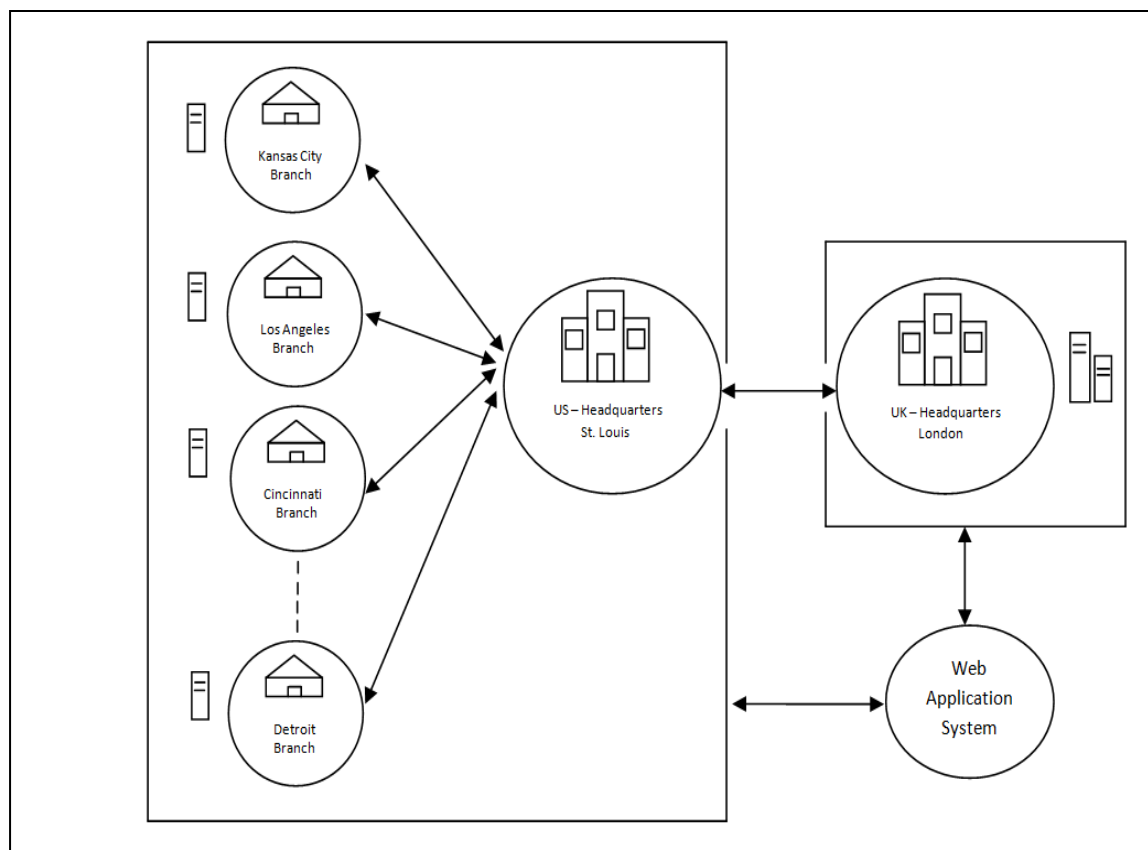 Kansas City
Branch
Los Angeles
Branch
Cincinnati
Branch
Detroit
Branch
US – Headquarters
St. Louis
UK – Headquarters
London
Web
Application
System